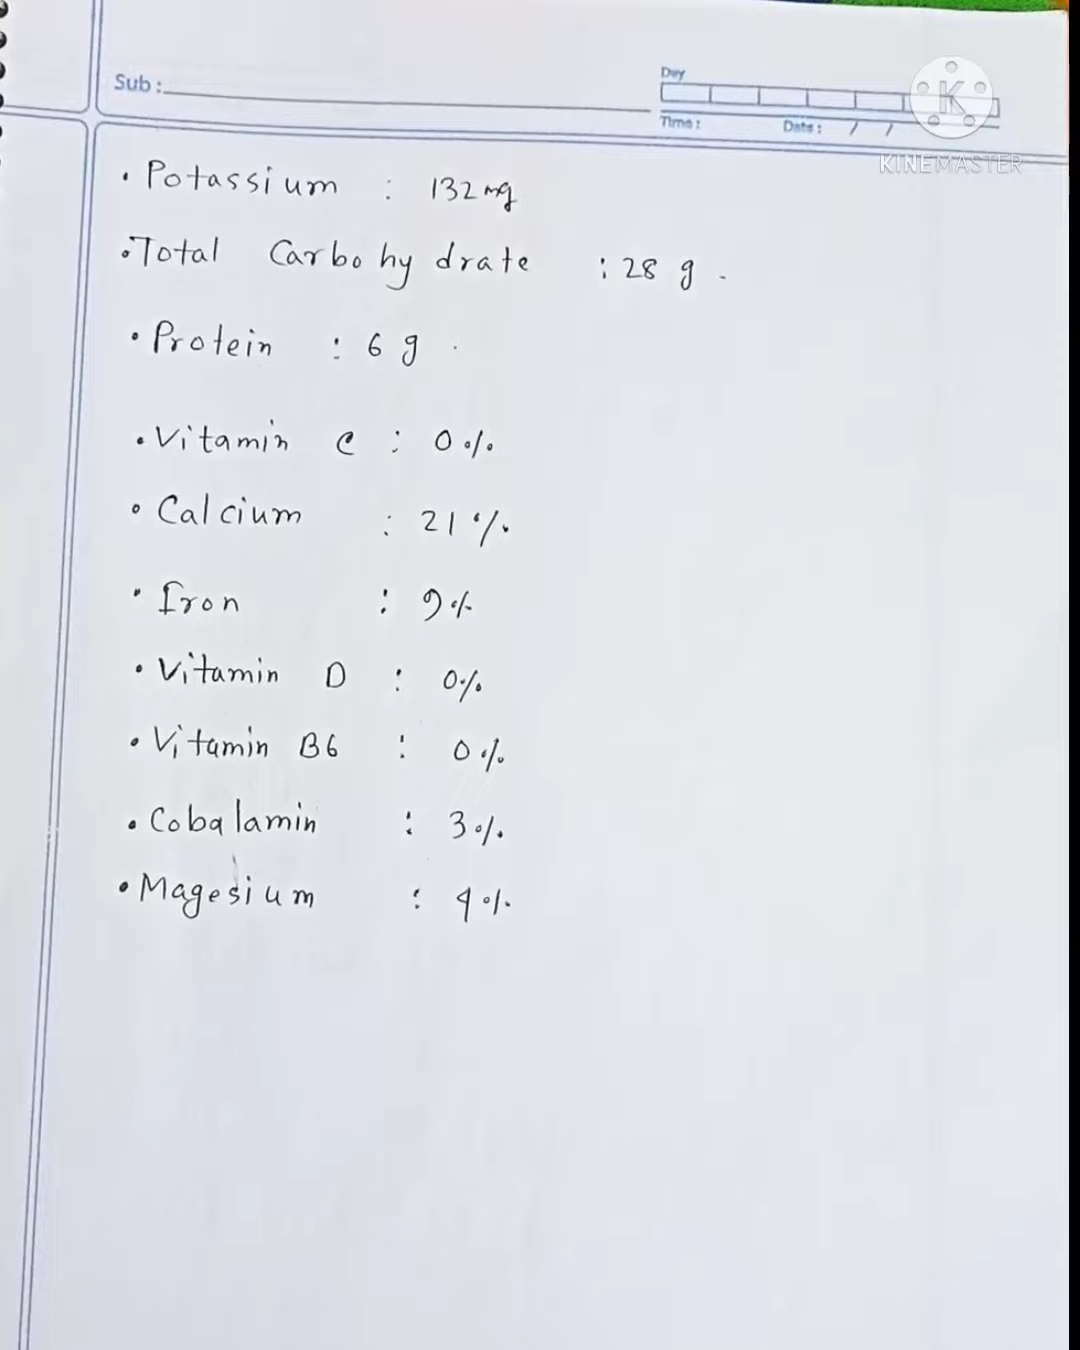 Sub :
Day
Time :
Date : / /
K
KINEMASTER
• Potassium : 132 mg
• Total Carbohydrate : 28 g .
• Protein : 6 g .
• Vitamin C : 0%
• Calcium : 21%
• Iron : 9%
• Vitamin D : 0%
• Vitamin B6 : 0%
• Cobalamin : 3%
• Magesium : 4%